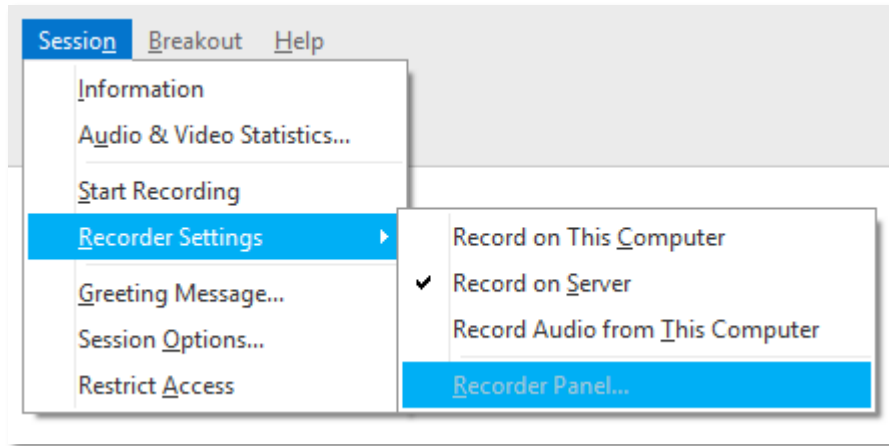 Session Breakout Help
Information
Audio & Video Statistics...
Start Recording
Recorder Settings
Greeting Message...
Session Options...
Restrict Access
Record on This Computer
Record on Server
Record Audio from This Computer
Recorder Panel...